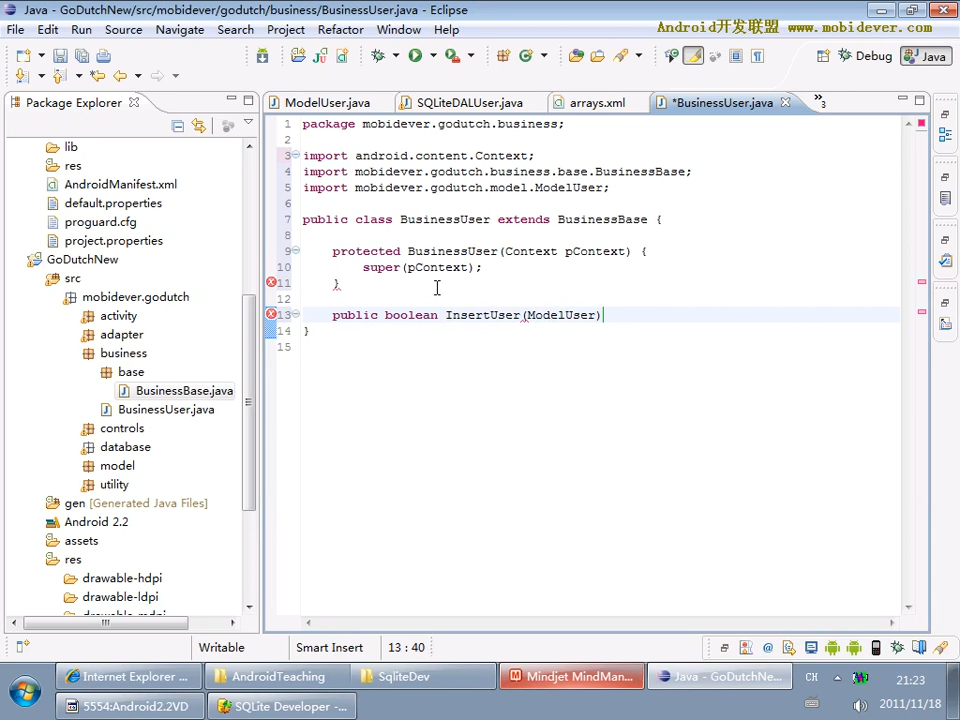 Java - GoDutchNew/src/mobidever/godutch/business/BusinessUser.java - Eclipse
File Edit Run Source Navigate Search Project Refactor Window Help
Android开发联盟 www.mobidever.com
Debug Java
Package Explorer
ModelUser.java SQLiteDALUser.java arrays.xml *BusinessUser.java »3
lib
res
AndroidManifest.xml
default.properties
proguard.cfg
project.properties
GoDutchNew
src
mobidever.godutch
activity
adapter
business
base
BusinessBase.java
BusinessUser.java
controls
database
model
utility
gen [Generated Java Files]
Android 2.2
assets
res
drawable-hdpi
drawable-ldpi
1 package mobidever.godutch.business;
2
3 import android.content.Context;
4 import mobidever.godutch.business.base.BusinessBase;
5 import mobidever.godutch.model.ModelUser;
6
7 public class BusinessUser extends BusinessBase {
8
9 protected BusinessUser(Context pContext) {
10 super(pContext);
11 }
12
13 public boolean InsertUser(ModelUser)
14 }
15
Writable Smart Insert 13 : 40
Internet Explorer ... AndroidTeaching SqliteDev Mindjet MindMan... Java - GoDutchNe... CH 21:23
5554:Android2.2VD SQLite Developer - ... 2011/11/18